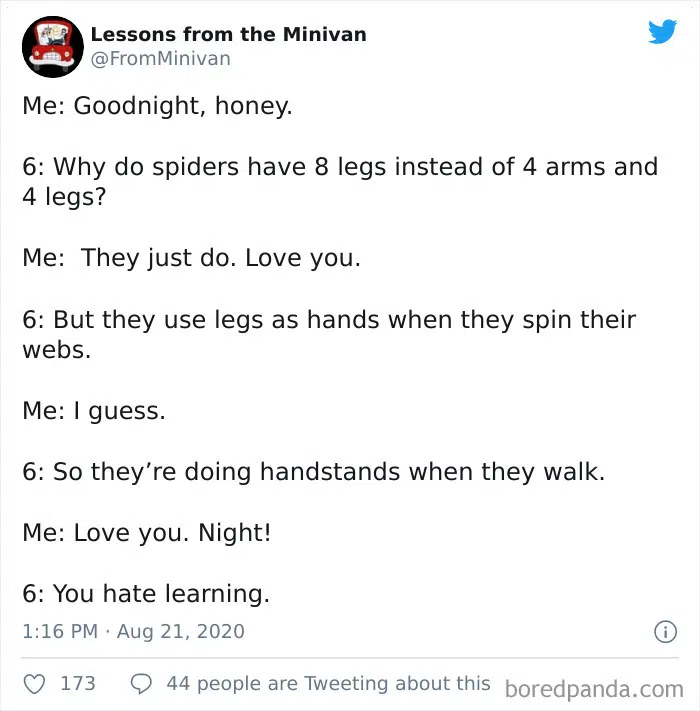 Lessons from the Minivan
@FromMinivan
Me: Goodnight, honey.
6: Why do spiders have 8 legs instead of 4 arms and
4 legs?
Me:  They just do. Love you.
6: But they use legs as hands when they spin their
webs.
Me: I guess.
6: So they’re doing handstands when they walk.
Me: Love you. Night!
6: You hate learning.
1:16 PM · Aug 21, 2020
173 44 people are Tweeting about this
boredpanda.com